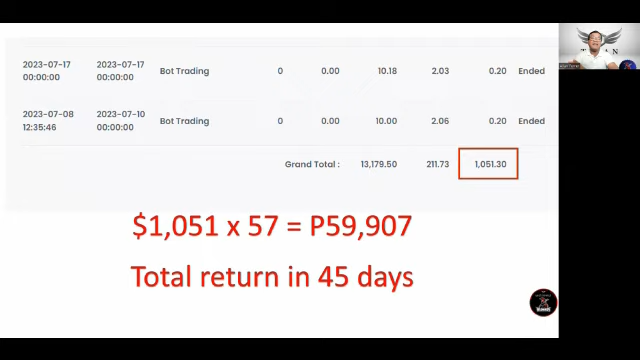 2023-07-17 00:00:00 2023-07-17 00:00:00 Bot Trading 0 0.00 10.18 2.03 0.20 Ended
2023-07-08 12:35:46 2023-07-10 00:00:00 Bot Trading 0 0.00 10.00 2.06 0.20 Ended
Grand Total : 13,179.50 211.73 1,051.30
$1,051 x 57 = P59,907
Total return in 45 days